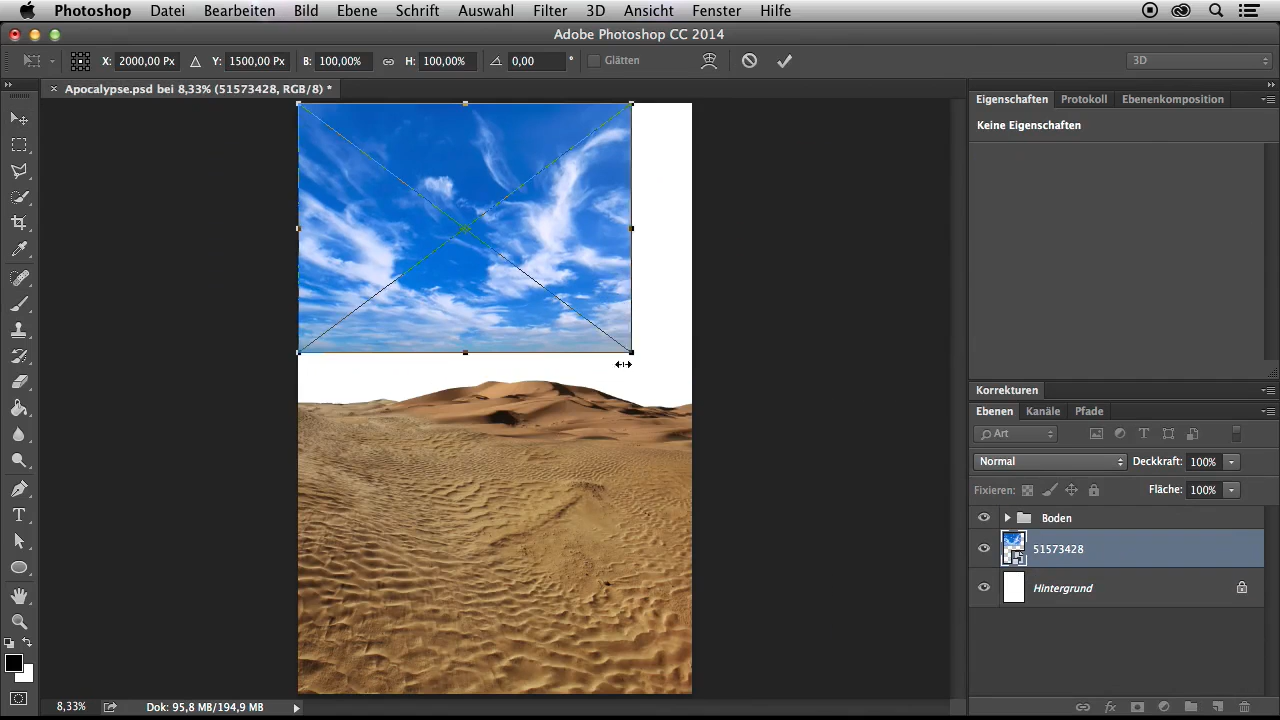 Photoshop Datei Bearbeiten Bild Ebene Schrift Auswahl Filter 3D Ansicht Fenster Hilfe
Adobe Photoshop CC 2014
X: 2000,00 Px Y: 1500,00 Px B: 100,00% H: 100,00% 0,00 ° Glätten 3D
× Apocalypse.psd bei 8,33% (51573428, RGB/8) *
Eigenschaften Protokoll Ebenenkomposition
Keine Eigenschaften
Korrekturen
Ebenen Kanäle Pfade
Art
Normal Deckkraft: 100%
Fixieren: Fläche: 100%
Boden
51573428
Hintergrund
8,33% Dok: 95,8 MB/194,9 MB